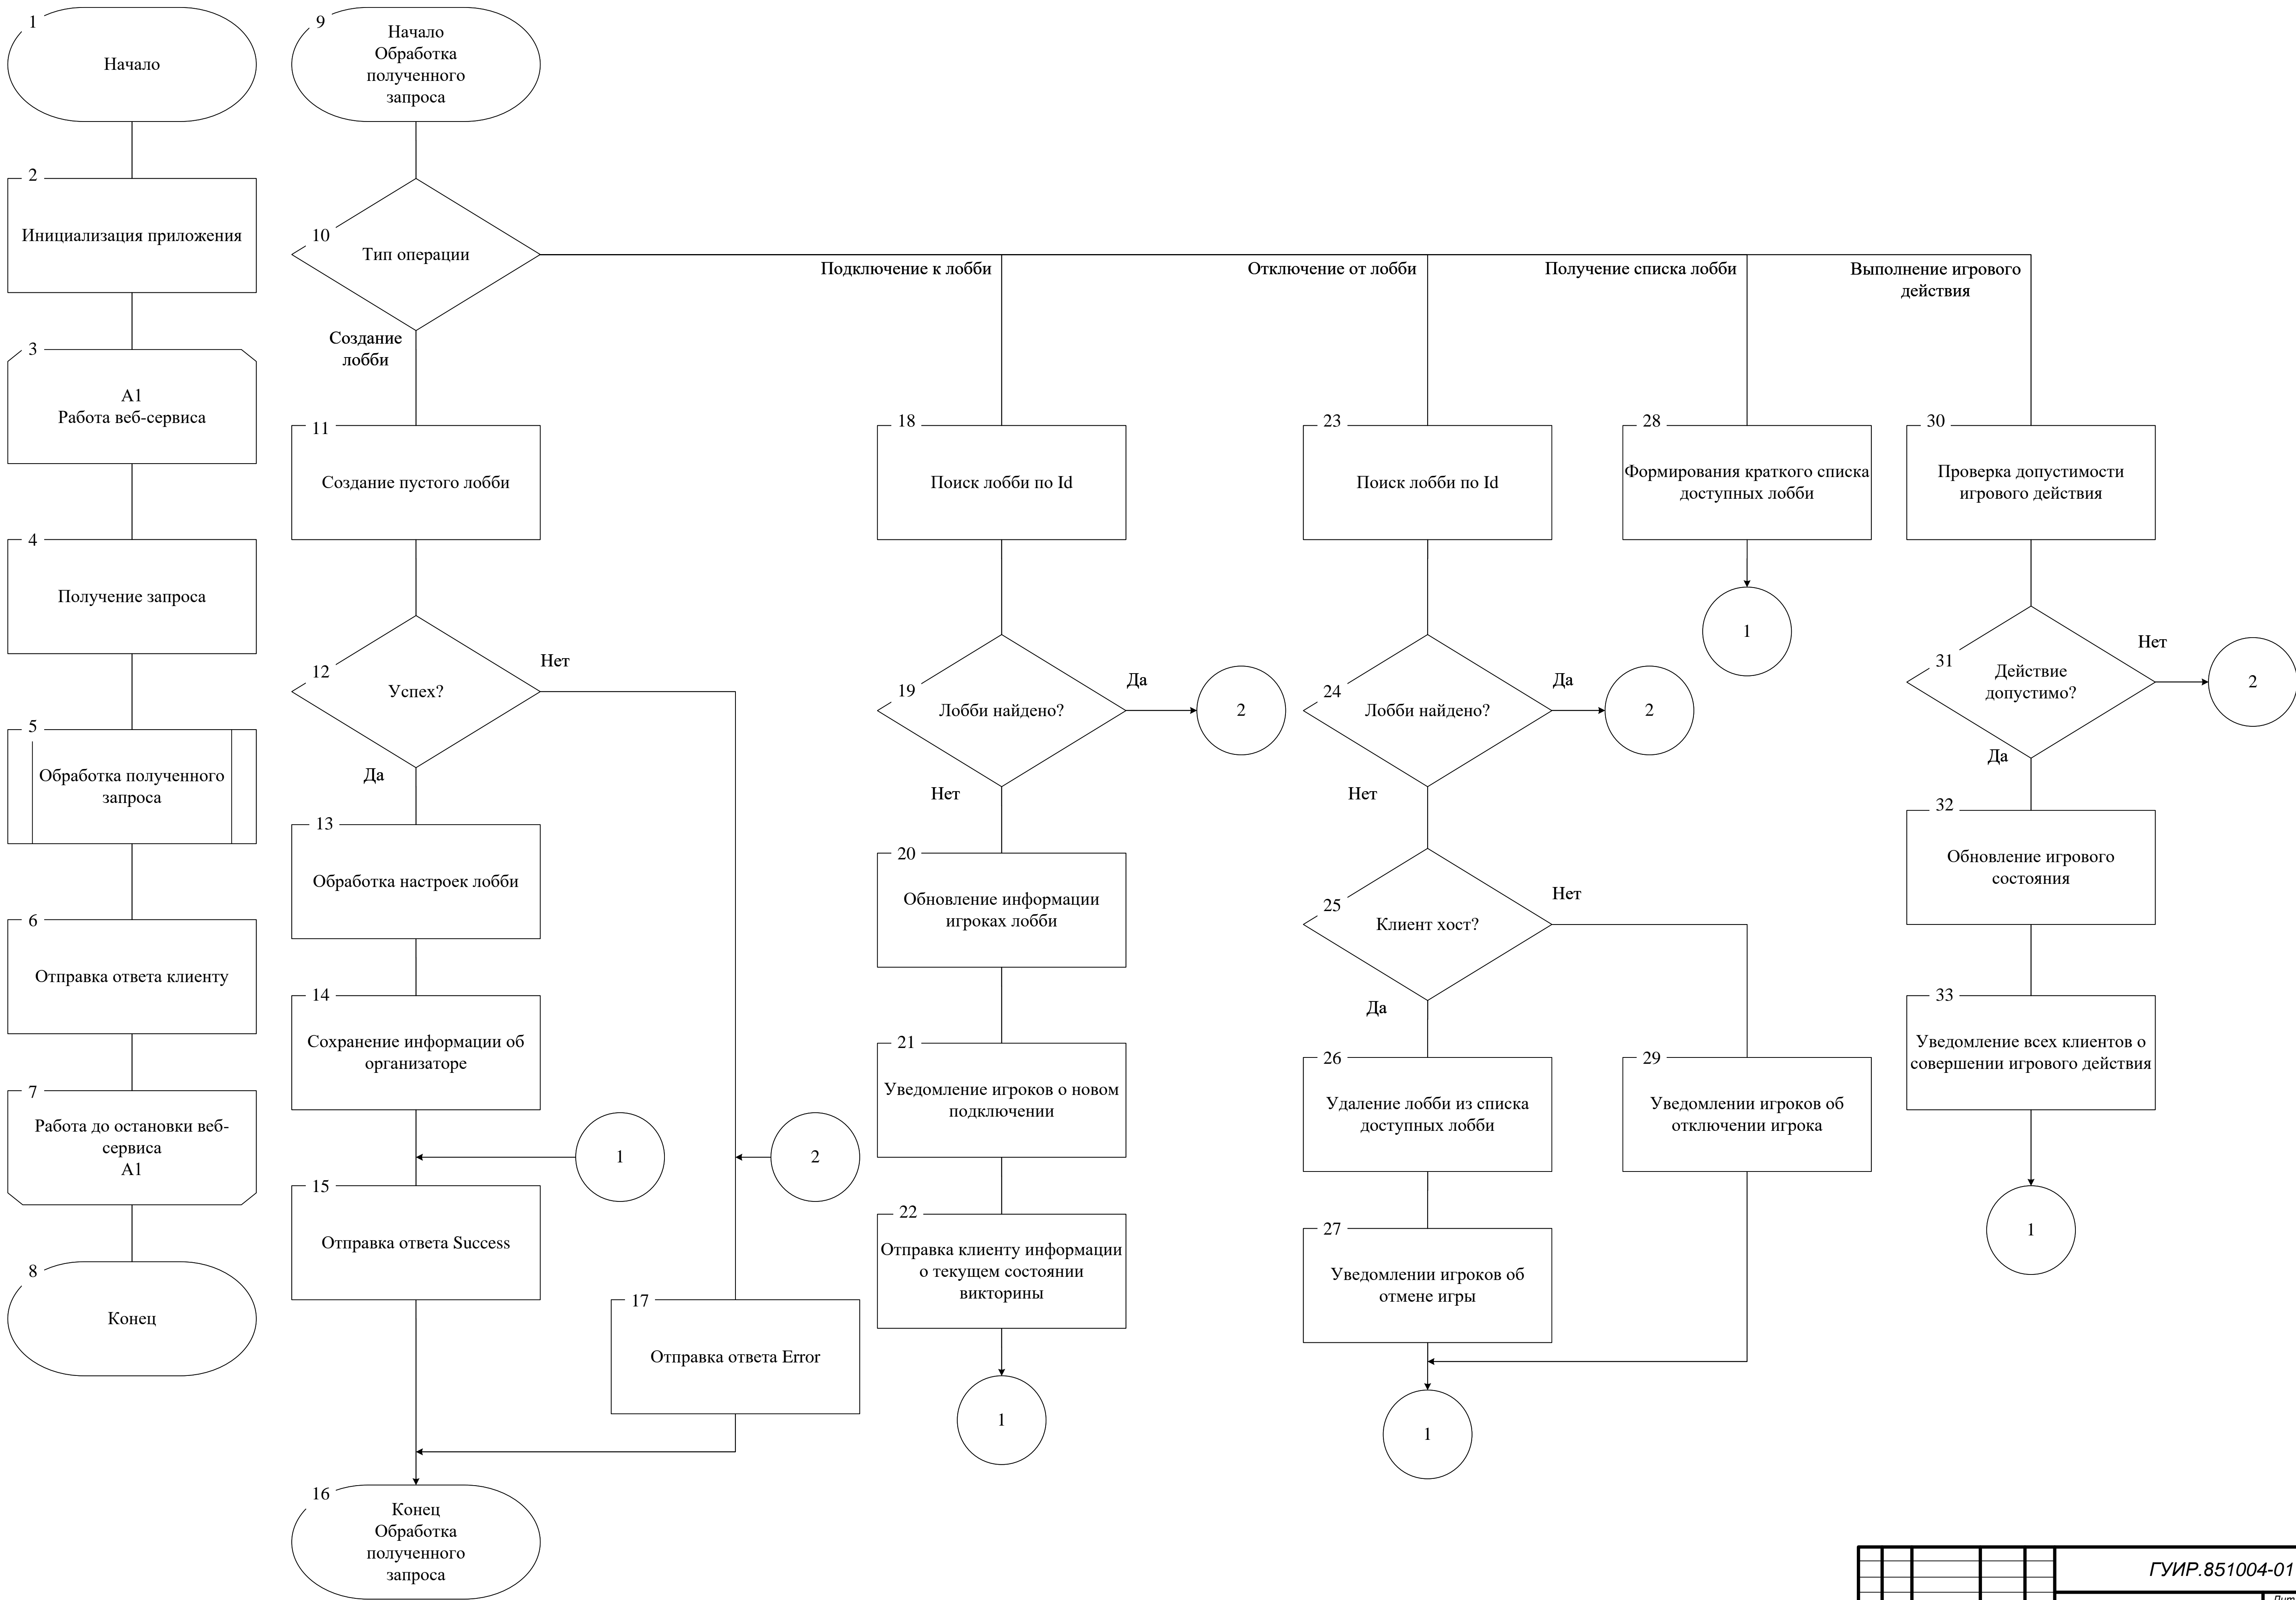 1
Начало
2
Инициализация приложения
3
А1
Работа веб-сервиса
4
Получение запроса
5
Обработка полученного
запроса
6
Отправка ответа клиенту
7
Работа до остановки веб-
сервиса
А1
8
Конец
9
Начало
Обработка
полученного
запроса
10
Тип операции
Создание
лобби
Подключение к лобби
Отключение от лобби
Получение списка лобби
Выполнение игрового
действия
11
Создание пустого лобби
12
Успех?
Нет
Да
13
Обработка настроек лобби
14
Сохранение информации об
организаторе
1
2
15
Отправка ответа Success
17
Отправка ответа Error
16
Конец
Обработка
полученного
запроса
18
Поиск лобби по Id
19
Лобби найдено?
Да
2
Нет
20
Обновление информации
игроках лобби
21
Уведомление игроков о новом
подключении
22
Отправка клиенту информации
о текущем состоянии
викторины
1
23
Поиск лобби по Id
24
Лобби найдено?
Да
2
Нет
25
Клиент хост?
Нет
Да
26
Удаление лобби из списка
доступных лобби
27
Уведомлении игроков об
отмене игры
1
28
Формирования краткого списка
доступных лобби
1
29
Уведомлении игроков об
отключении игрока
30
Проверка допустимости
игрового действия
31
Действие
допустимо?
Нет
2
Да
32
Обновление игрового
состояния
33
Уведомление всех клиентов о
совершении игрового действия
1
ГУИР.851004-01